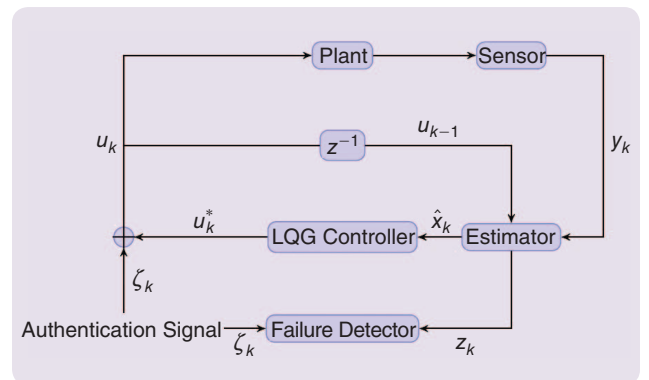 Plant
Sensor
u_k
z^{-1}
u_{k-1}
y_k
u_k^*
LQG Controller
x̂_k
Estimator
ζ_k
Authentication Signal
ζ_k
Failure Detector
z_k